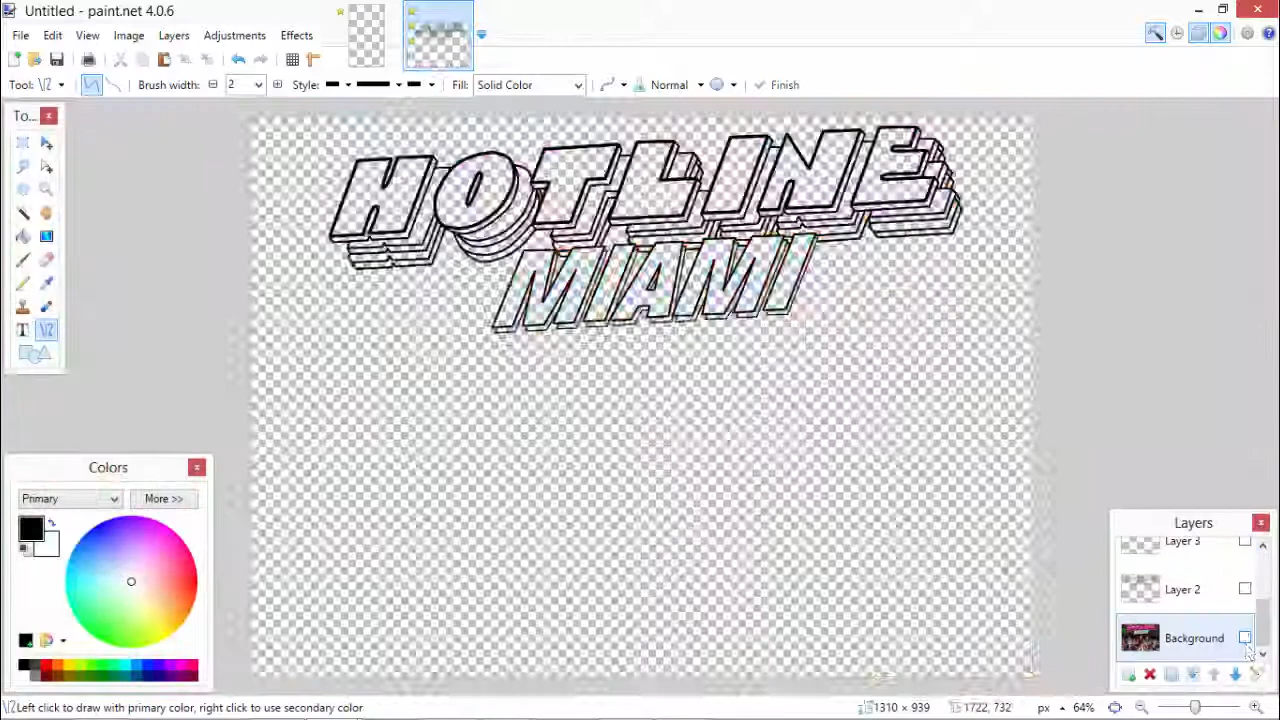 Untitled - paint.net 4.0.6
File Edit View Image Layers Adjustments Effects
Tool: Brush width: 2 Style: Fill: Solid Color Normal Finish
To...
HOTLINE
MIAMI
Colors
Primary More >>
Layers
Layer 3
Layer 2
Background
Left click to draw with primary color, right click to use secondary color 1310 × 939 1722, 732 px 64%